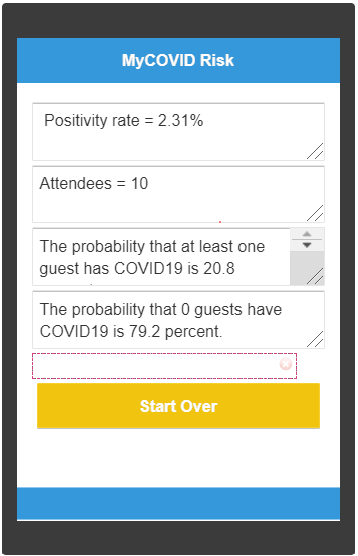 MyCOVID Risk
Positivity rate = 2.31%
Attendees = 10
The probability that at least one
guest has COVID19 is 20.8
The probability that 0 guests have
COVID19 is 79.2 percent.
Start Over